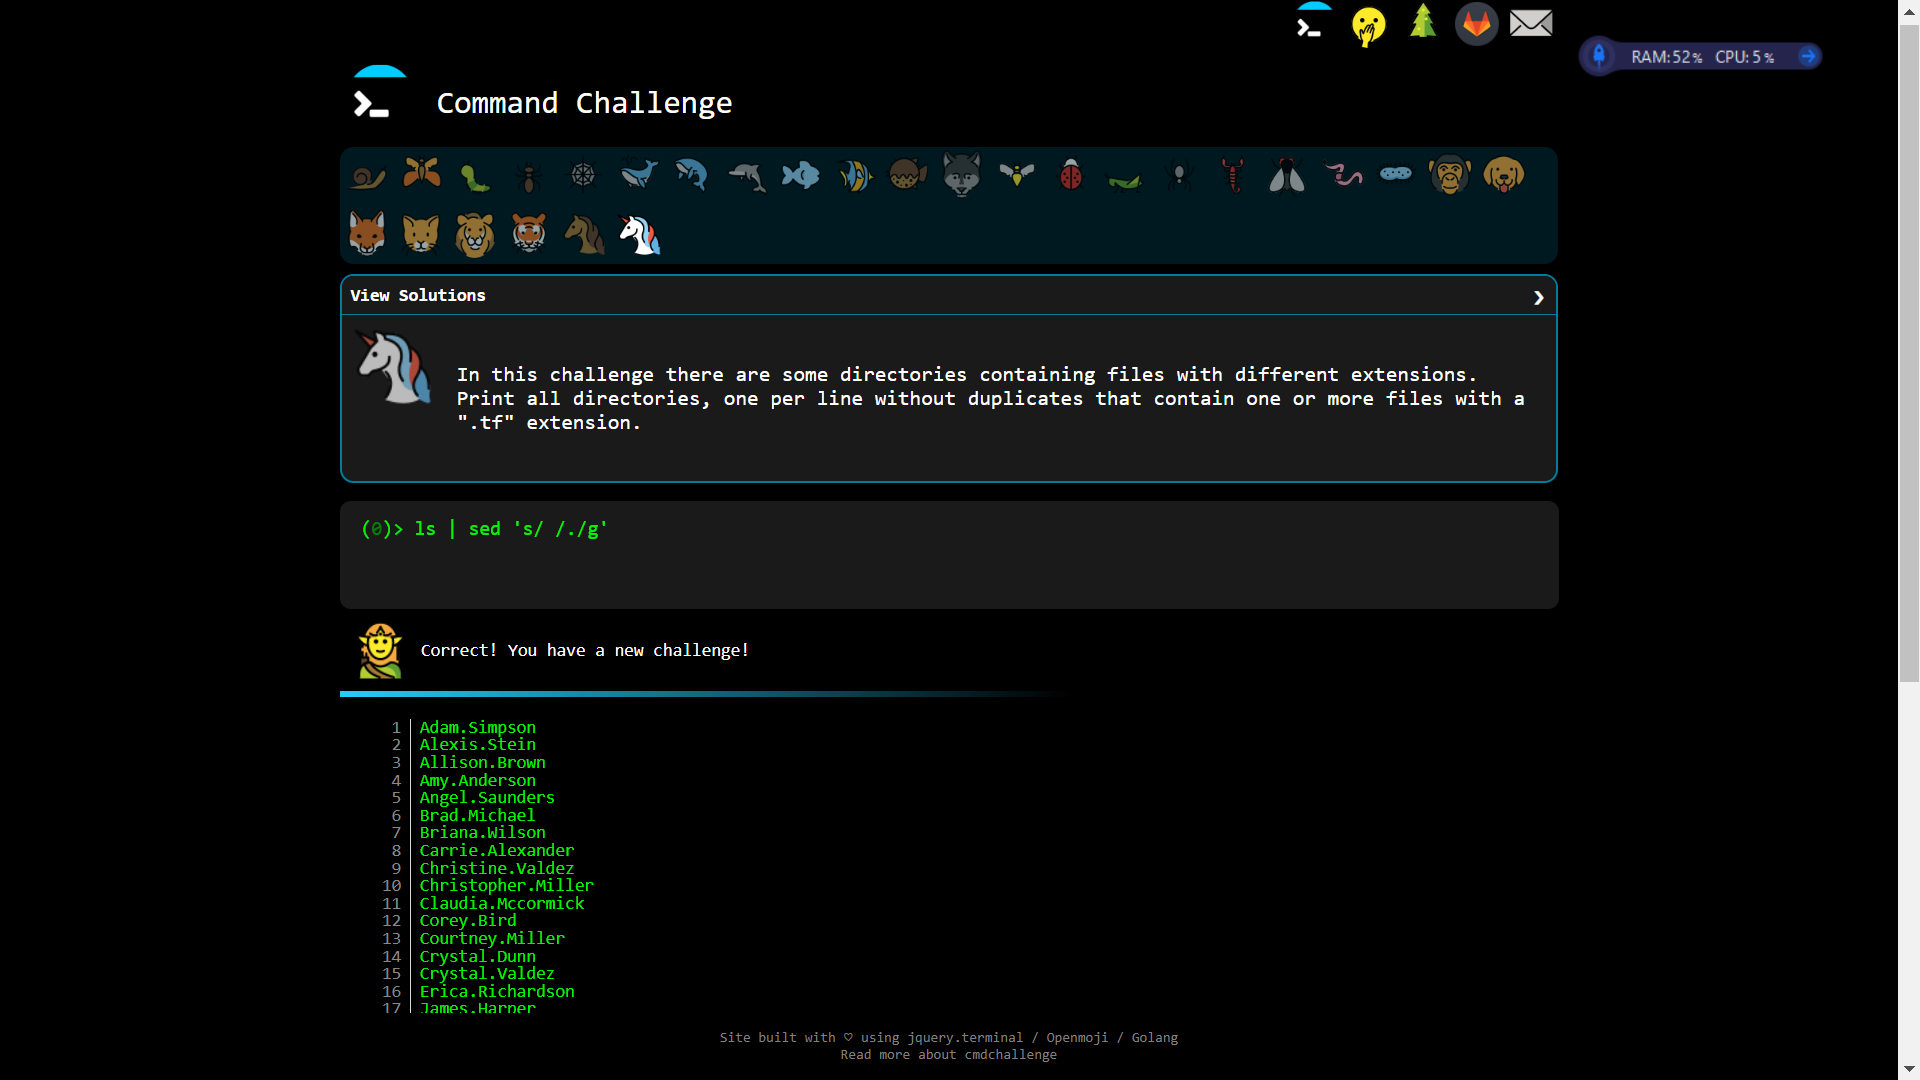 RAM:52% CPU:5%
Command Challenge
View Solutions
In this challenge there are some directories containing files with different extensions.
Print all directories, one per line without duplicates that contain one or more files with a
".tf" extension.
(0)> ls | sed 's/ /./g'
Correct! You have a new challenge!
1 Adam.Simpson
2 Alexis.Stein
3 Allison.Brown
4 Amy.Anderson
5 Angel.Saunders
6 Brad.Michael
7 Briana.Wilson
8 Carrie.Alexander
9 Christine.Valdez
10 Christopher.Miller
11 Claudia.Mccormick
12 Corey.Bird
13 Courtney.Miller
14 Crystal.Dunn
15 Crystal.Valdez
16 Erica.Richardson
17 James.Harper
Site built with ♡ using jquery.terminal / Openmoji / Golang
Read more about cmdchallenge